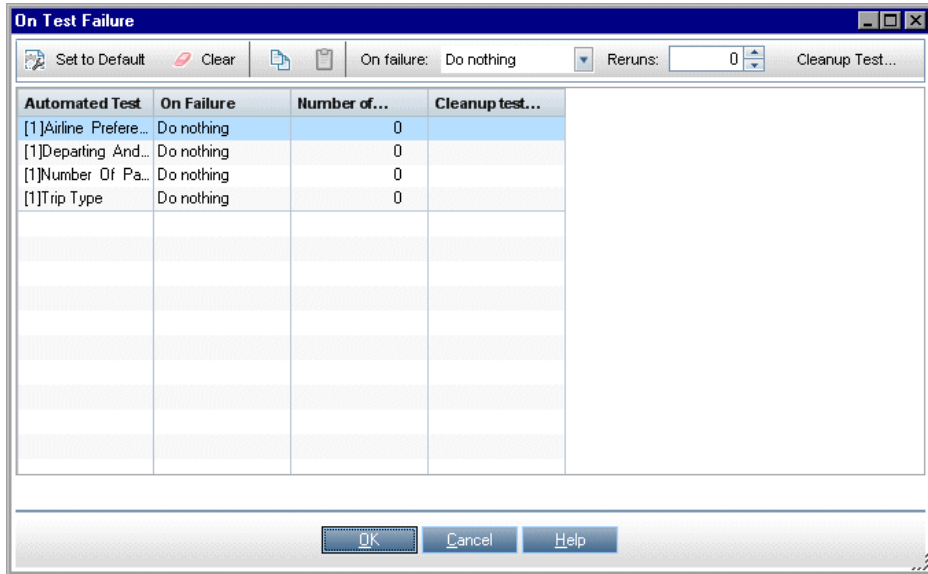 On Test Failure
Set to Default Clear On failure: Do nothing Reruns: 0 Cleanup Test...
Automated Test On Failure Number of... Cleanup test...
[1]Airline Prefere... Do nothing 0
[1]Departing And... Do nothing 0
[1]Number Of Pa... Do nothing 0
[1]Trip Type Do nothing 0
OK Cancel Help